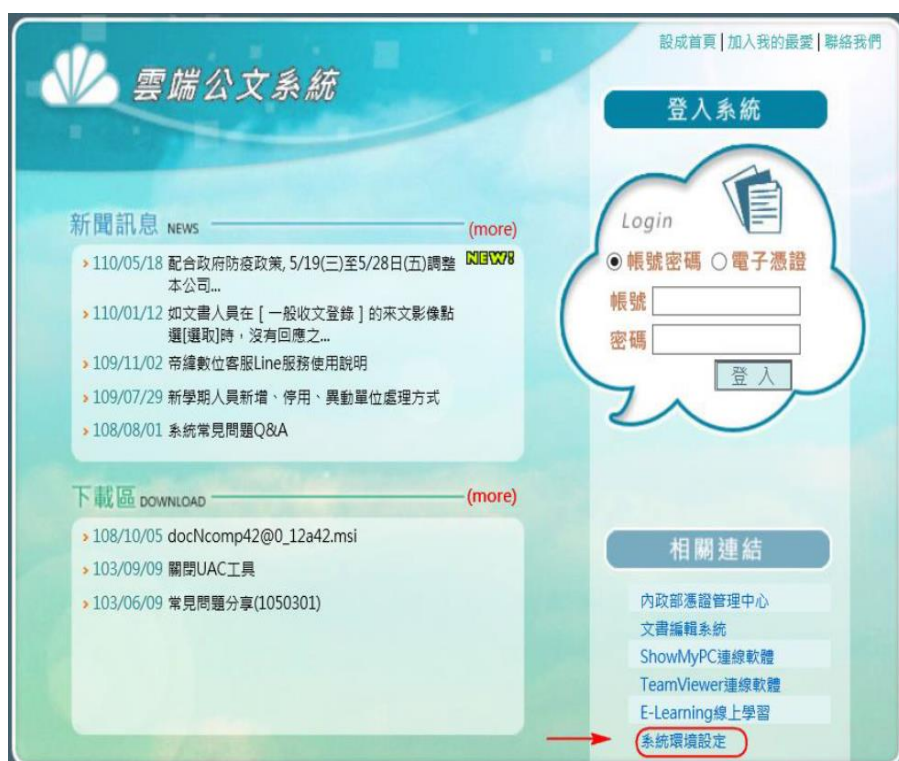 設成首頁 | 加入我的最愛 | 聯絡我們
雲端公文系統
登入系統
Login
帳號密碼 電子憑證
帳號
密碼
登入
新聞訊息 NEWS (more)
110/05/18 配合政府防疫政策, 5/19(三)至5/28日(五)調整 NEW!
本公司...
110/01/12 如文書人員在 [ 一般收文登錄 ] 的來文影像點
選[選取]時，沒有回應之...
109/11/02 帝緯數位客服Line服務使用說明
109/07/29 新學期人員新增、停用、異動單位處理方式
108/08/01 系統常見問題Q&A
下載區 DOWNLOAD (more)
108/10/05 docNcomp42@0_12a42.msi
103/09/09 關閉UAC工具
103/06/09 常見問題分享(1050301)
相關連結
內政部憑證管理中心
文書編輯系統
ShowMyPC連線軟體
TeamViewer連線軟體
E-Learning線上學習
系統環境設定